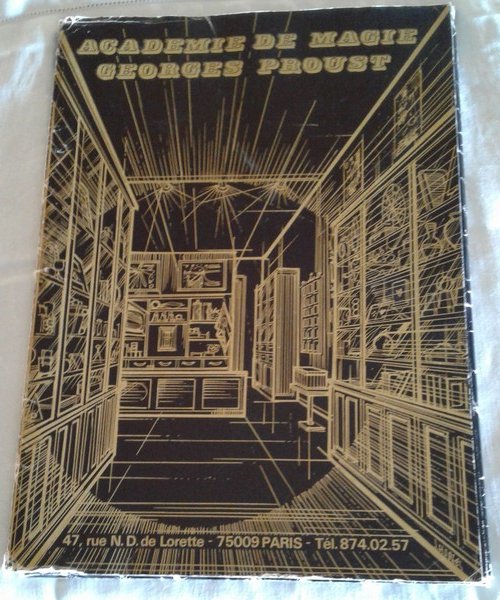 ACADEMIE DE MAGIE
GEORGES PROUST
47, rue N. D. de Lorette - 75009 PARIS - Tél. 874.02.57